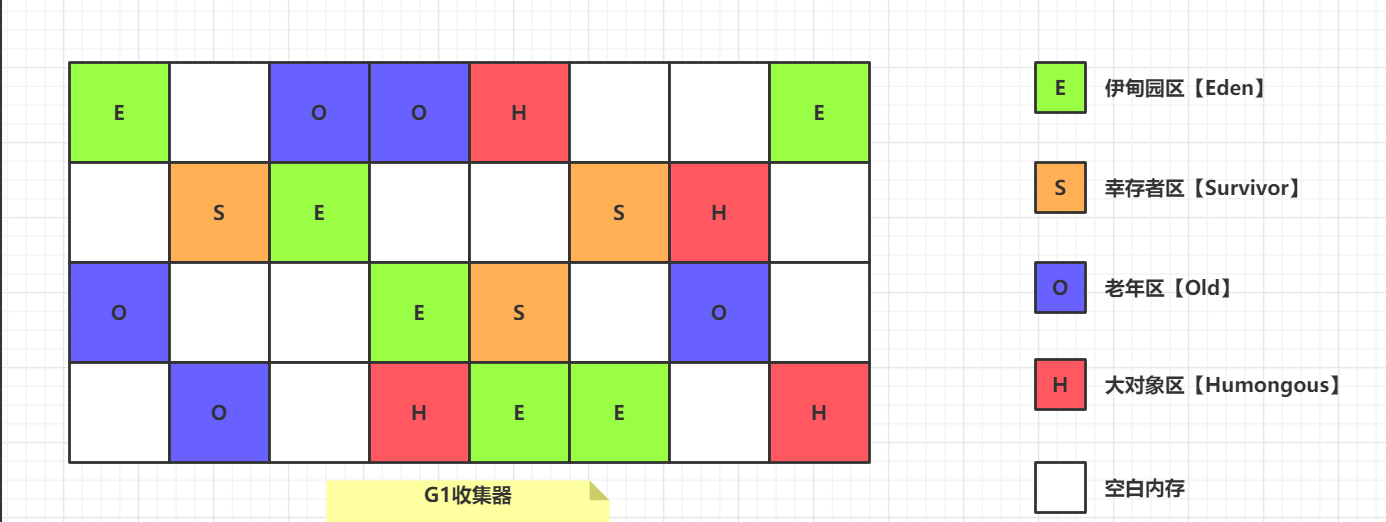 E O O H E
S E S H
O E S O
O H E E H
G1收集器
E 伊甸园区【Eden】
S 幸存者区【Survivor】
O 老年区【Old】
H 大对象区【Humongous】
空白内存